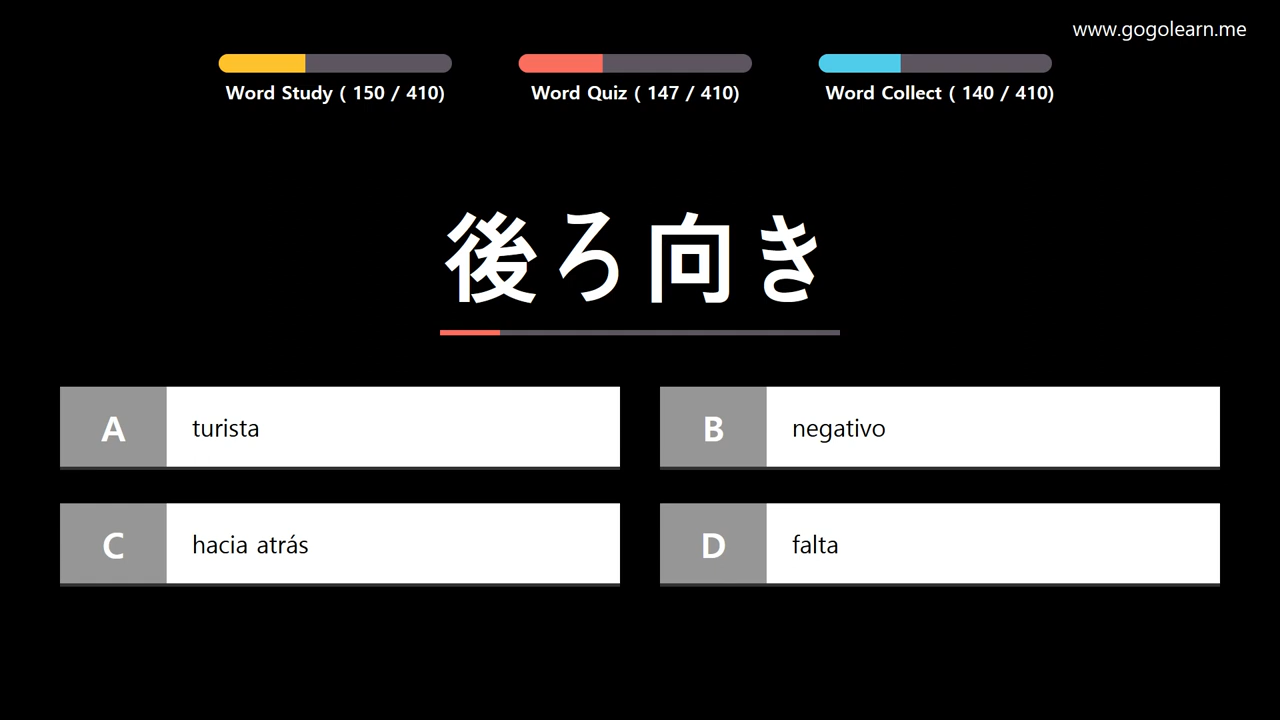 www.gogolearn.me
Word Study ( 150 / 410)
Word Quiz ( 147 / 410)
Word Collect ( 140 / 410)
後ろ向き
A turista
B negativo
C hacia atrás
D falta